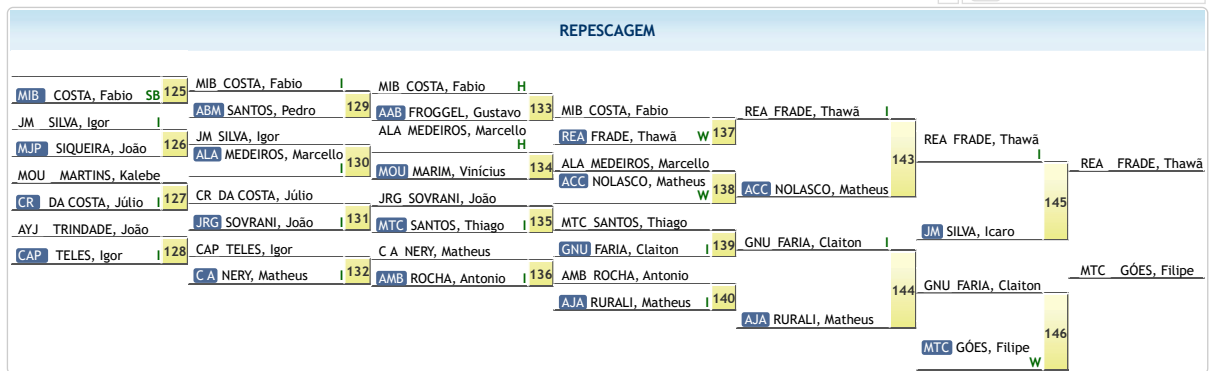 REPESCAGEM
MIB COSTA, Fabio SB 125
JM SILVA, Igor I
MJP SIQUEIRA, João 126
MOU MARTINS, Kalebe
CR DA COSTA, Júlio I 127
AYJ TRINDADE, João
CAP TELES, Igor I 128
MIB COSTA, Fabio I
ABM SANTOS, Pedro 129
JM SILVA, Igor
ALA MEDEIROS, Marcello
I 130
CR DA COSTA, Júlio
JRG SOVRANI, João I 131
CAP TELES, Igor
C A NERY, Matheus I 132
MIB COSTA, Fabio H
AAB FROGGEL, Gustavo 133
ALA MEDEIROS, Marcello
H
MOU MARIM, Vinícius 134
JRG SOVRANI, João
MTC SANTOS, Thiago I 135
C A NERY, Matheus
AMB ROCHA, Antonio I 136
MIB COSTA, Fabio
REA FRADE, Thawã W 137
ALA MEDEIROS, Marcello
ACC NOLASCO, Matheus
W 138
MTC SANTOS, Thiago
GNU FARIA, Claiton I 139
AMB ROCHA, Antonio
AJA RURALI, Matheus I 140
REA FRADE, Thawã I
143
ACC NOLASCO, Matheus
GNU FARIA, Claiton I
144
AJA RURALI, Matheus
REA FRADE, Thawã
I
145
JM SILVA, Icaro
GNU FARIA, Claiton
146
MTC GÓES, Filipe
W
REA FRADE, Thawã
MTC GÓES, Filipe